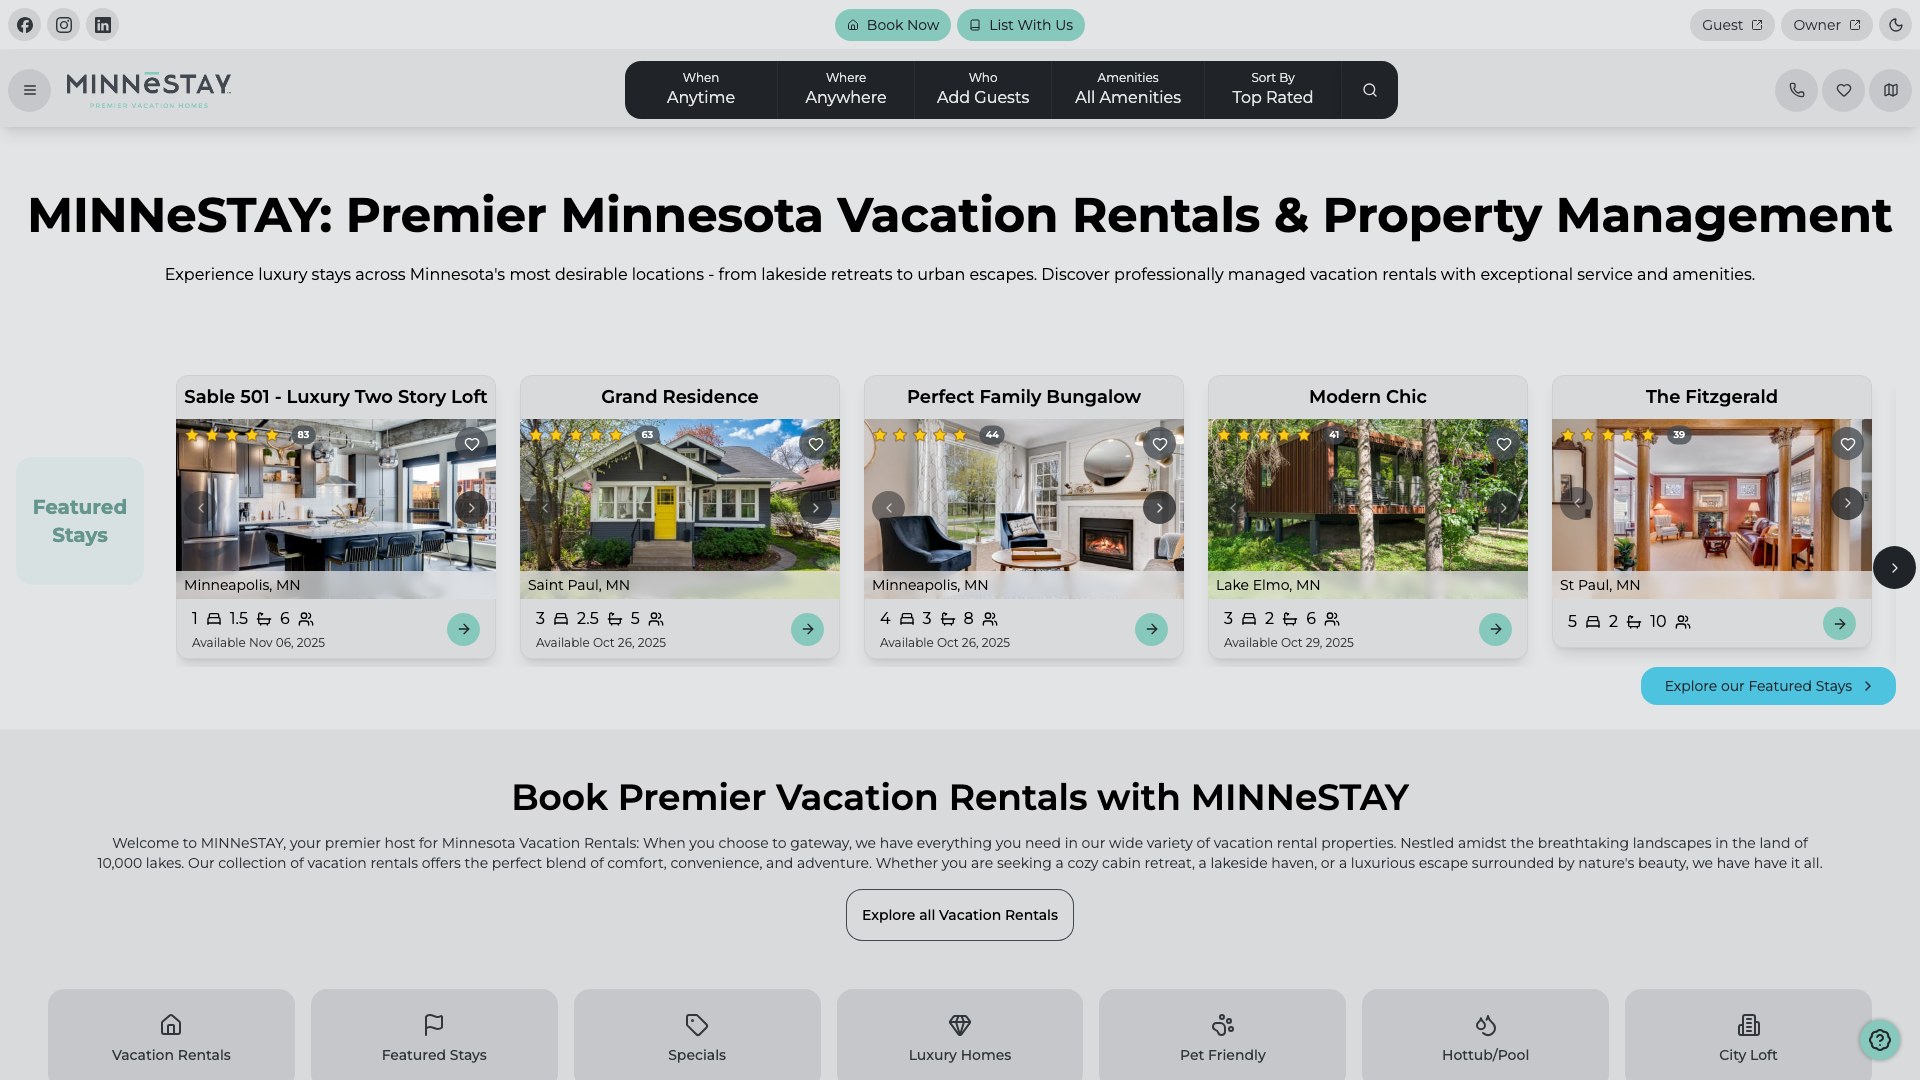 Book Now
List With Us
Guest
Owner
MINNeSTAY
PREMIER VACATION HOMES
When
Anytime
Where
Anywhere
Who
Add Guests
Amenities
All Amenities
Sort By
Top Rated
MINNeSTAY: Premier Minnesota Vacation Rentals & Property Management
Experience luxury stays across Minnesota's most desirable locations - from lakeside retreats to urban escapes. Discover professionally managed vacation rentals with exceptional service and amenities.
Featured
Stays
Sable 501 - Luxury Two Story Loft
83
Minneapolis, MN
1 1.5 6
Available Nov 06, 2025
Grand Residence
63
Saint Paul, MN
3 2.5 5
Available Oct 26, 2025
Perfect Family Bungalow
44
Minneapolis, MN
4 3 8
Available Oct 26, 2025
Modern Chic
41
Lake Elmo, MN
3 2 6
Available Oct 29, 2025
The Fitzgerald
39
St Paul, MN
5 2 10
Explore our Featured Stays
Book Premier Vacation Rentals with MINNeSTAY
Welcome to MINNeSTAY, your premier host for Minnesota Vacation Rentals: When you choose to gateway, we have everything you need in our wide variety of vacation rental properties. Nestled amidst the breathtaking landscapes in the land of
10,000 lakes. Our collection of vacation rentals offers the perfect blend of comfort, convenience, and adventure. Whether you are seeking a cozy cabin retreat, a lakeside haven, or a luxurious escape surrounded by nature's beauty, we have have it all.
Explore all Vacation Rentals
Vacation Rentals
Featured Stays
Specials
Luxury Homes
Pet Friendly
Hottub/Pool
City Loft